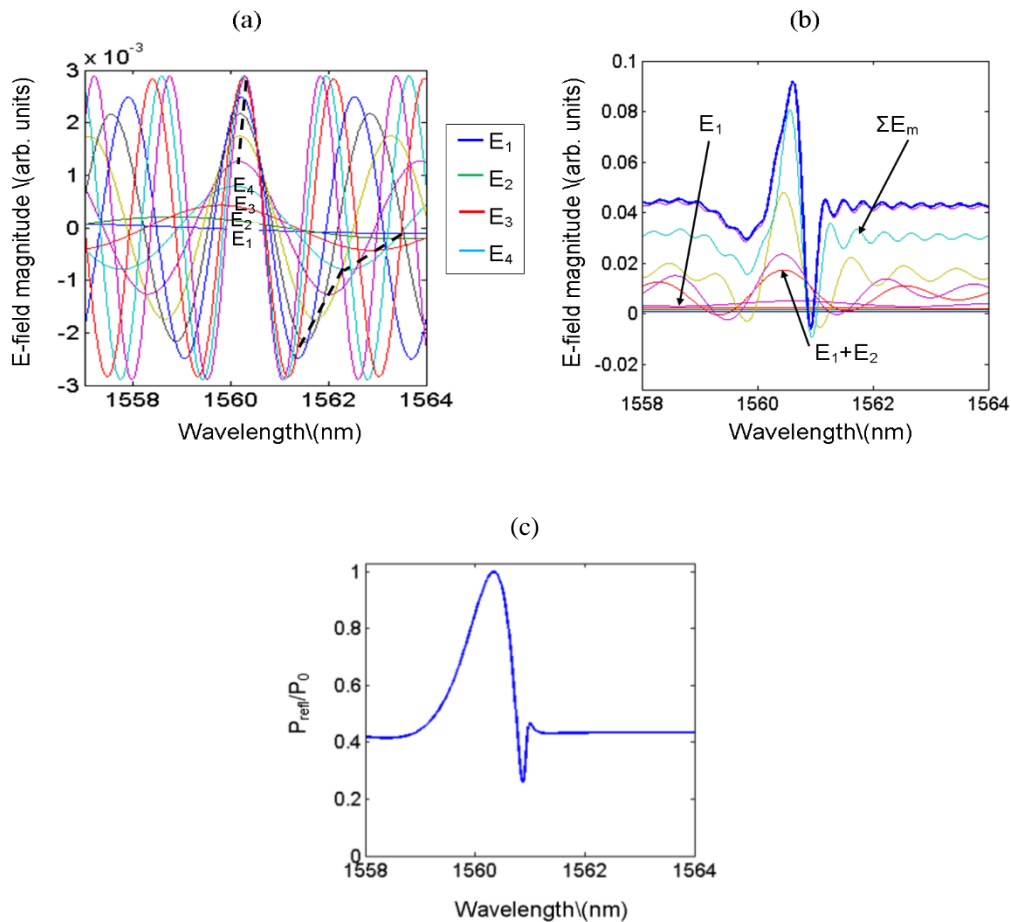 (a)
(b)
× 10⁻³
3
2
1
0
-1
-2
-3
1558
1560
1562
1564
E-field magnitude \(arb. units)
Wavelength\(nm)
E₄
E₃
E₂
E₁
E₁
E₂
E₃
E₄
0.1
0.08
0.06
0.04
0.02
0
-0.02
1558
1560
1562
1564
E-field magnitude \(arb. units)
Wavelength\(nm)
E₁
ΣEₘ
E₁+E₂
(c)
1
0.8
0.6
0.4
0.2
0
1558
1560
1562
1564
P_refl/P₀
Wavelength\(nm)